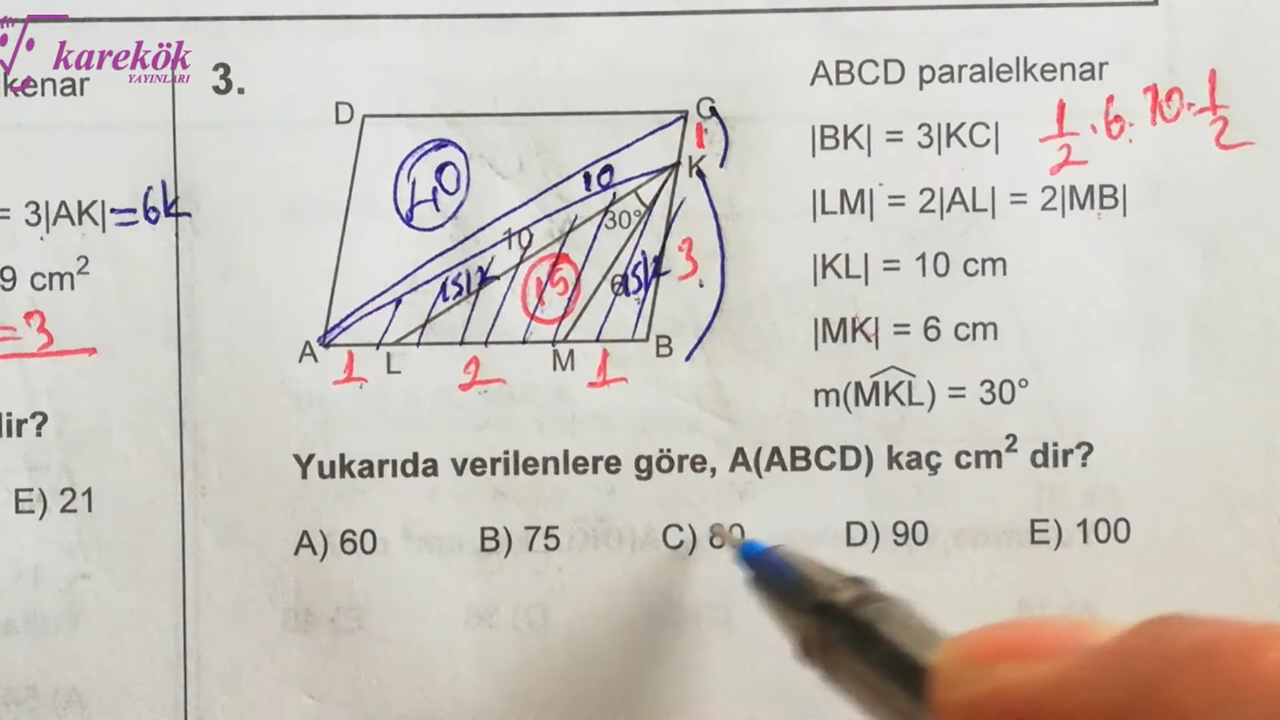 karekök
YAYINLARI
kenar
= 3|AK| =6k
9 cm²
=3
dir?
E) 21
3.
D
C
1
K
40
10
30°
10
15/2
15
15/2
3
A
L
M
B
1
2
1
ABCD paralelkenar
|BK| = 3|KC|
1/2 . 6 . 10 . 1/2
|LM| = 2|AL| = 2|MB|
|KL| = 10 cm
|MK| = 6 cm
m(MKL) = 30°
Yukarıda verilenlere göre, A(ABCD) kaç cm² dir?
A) 60 B) 75 C) 80 D) 90 E) 100